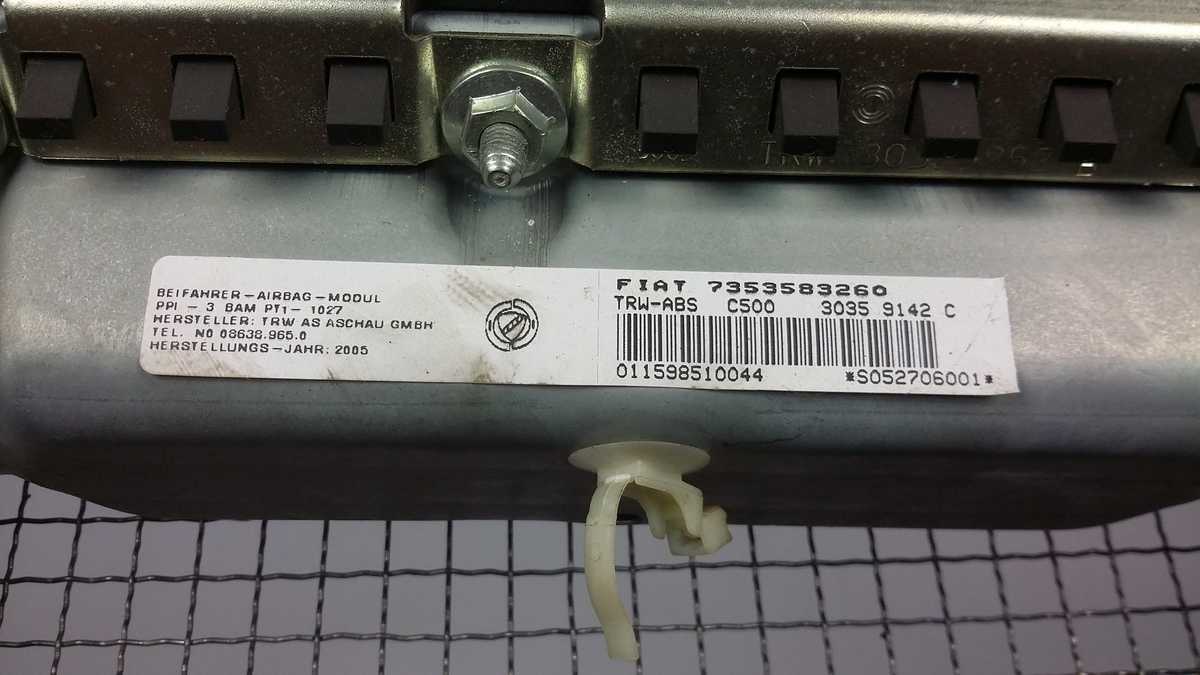 TRW
BEIFAHRER-AIRBAG-MODUL
PPI - 3 BAM PT1- 1027
HERSTELLER: TRW AS ASCHAU GMBH
TEL. N0 08638.965.0
HERSTELLUNGS-JAHR: 2005
FIAT 7353583260
TRW-ABS C500 3035 9142 C
011598510044 *S052706001*